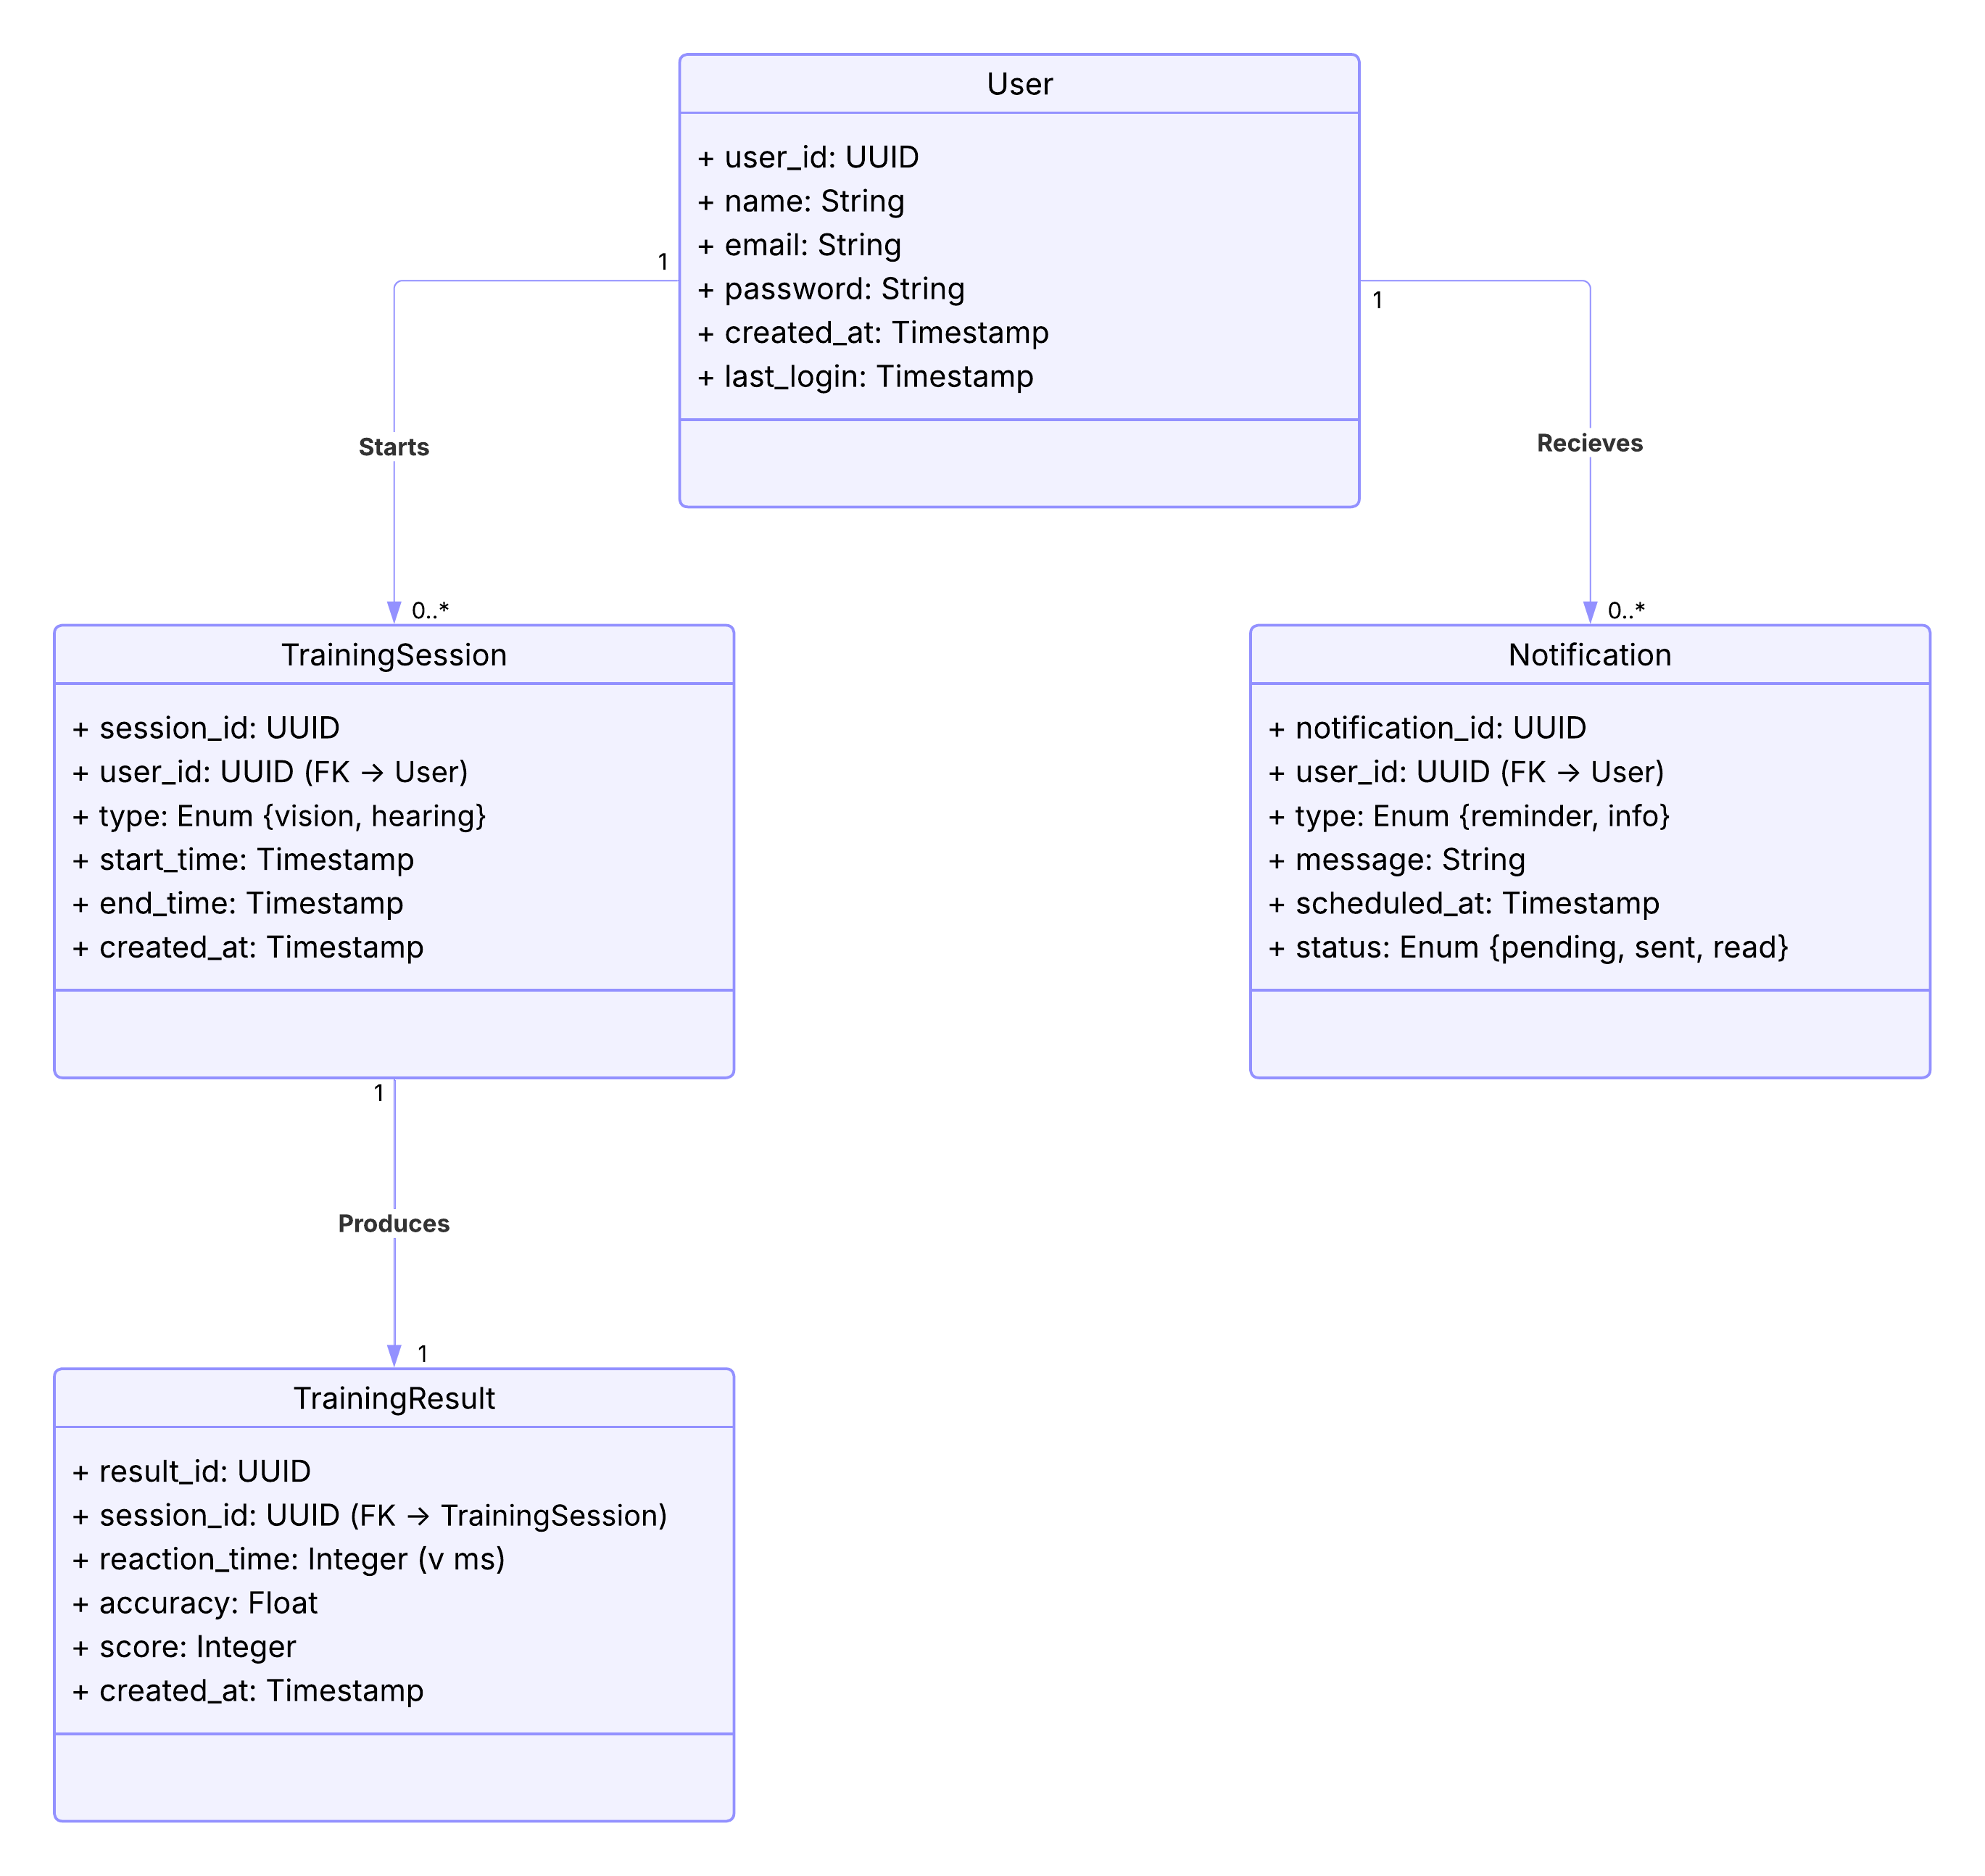 User
+ user_id: UUID
+ name: String
+ email: String
+ password: String
+ created_at: Timestamp
+ last_login: Timestamp
1
1
Starts
Recieves
0..*
0..*
TrainingSession
+ session_id: UUID
+ user_id: UUID (FK → User)
+ type: Enum {vision, hearing}
+ start_time: Timestamp
+ end_time: Timestamp
+ created_at: Timestamp
Notification
+ notification_id: UUID
+ user_id: UUID (FK → User)
+ type: Enum {reminder, info}
+ message: String
+ scheduled_at: Timestamp
+ status: Enum {pending, sent, read}
1
Produces
1
TrainingResult
+ result_id: UUID
+ session_id: UUID (FK → TrainingSession)
+ reaction_time: Integer (v ms)
+ accuracy: Float
+ score: Integer
+ created_at: Timestamp